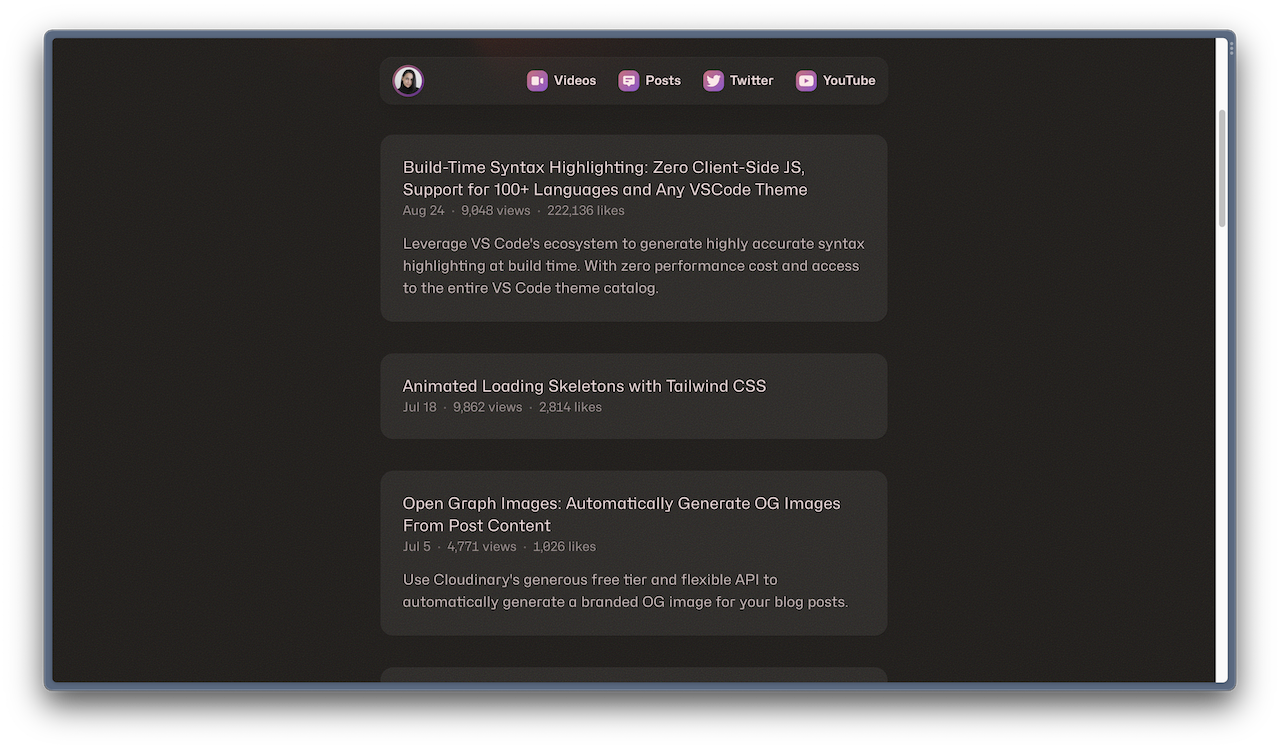 Videos Posts Twitter YouTube
Build-Time Syntax Highlighting: Zero Client-Side JS,
Support for 100+ Languages and Any VSCode Theme
Aug 24 · 9,048 views · 222,136 likes
Leverage VS Code's ecosystem to generate highly accurate syntax
highlighting at build time. With zero performance cost and access
to the entire VS Code theme catalog.
Animated Loading Skeletons with Tailwind CSS
Jul 18 · 9,862 views · 2,814 likes
Open Graph Images: Automatically Generate OG Images
From Post Content
Jul 5 · 4,771 views · 1,026 likes
Use Cloudinary's generous free tier and flexible API to
automatically generate a branded OG image for your blog posts.